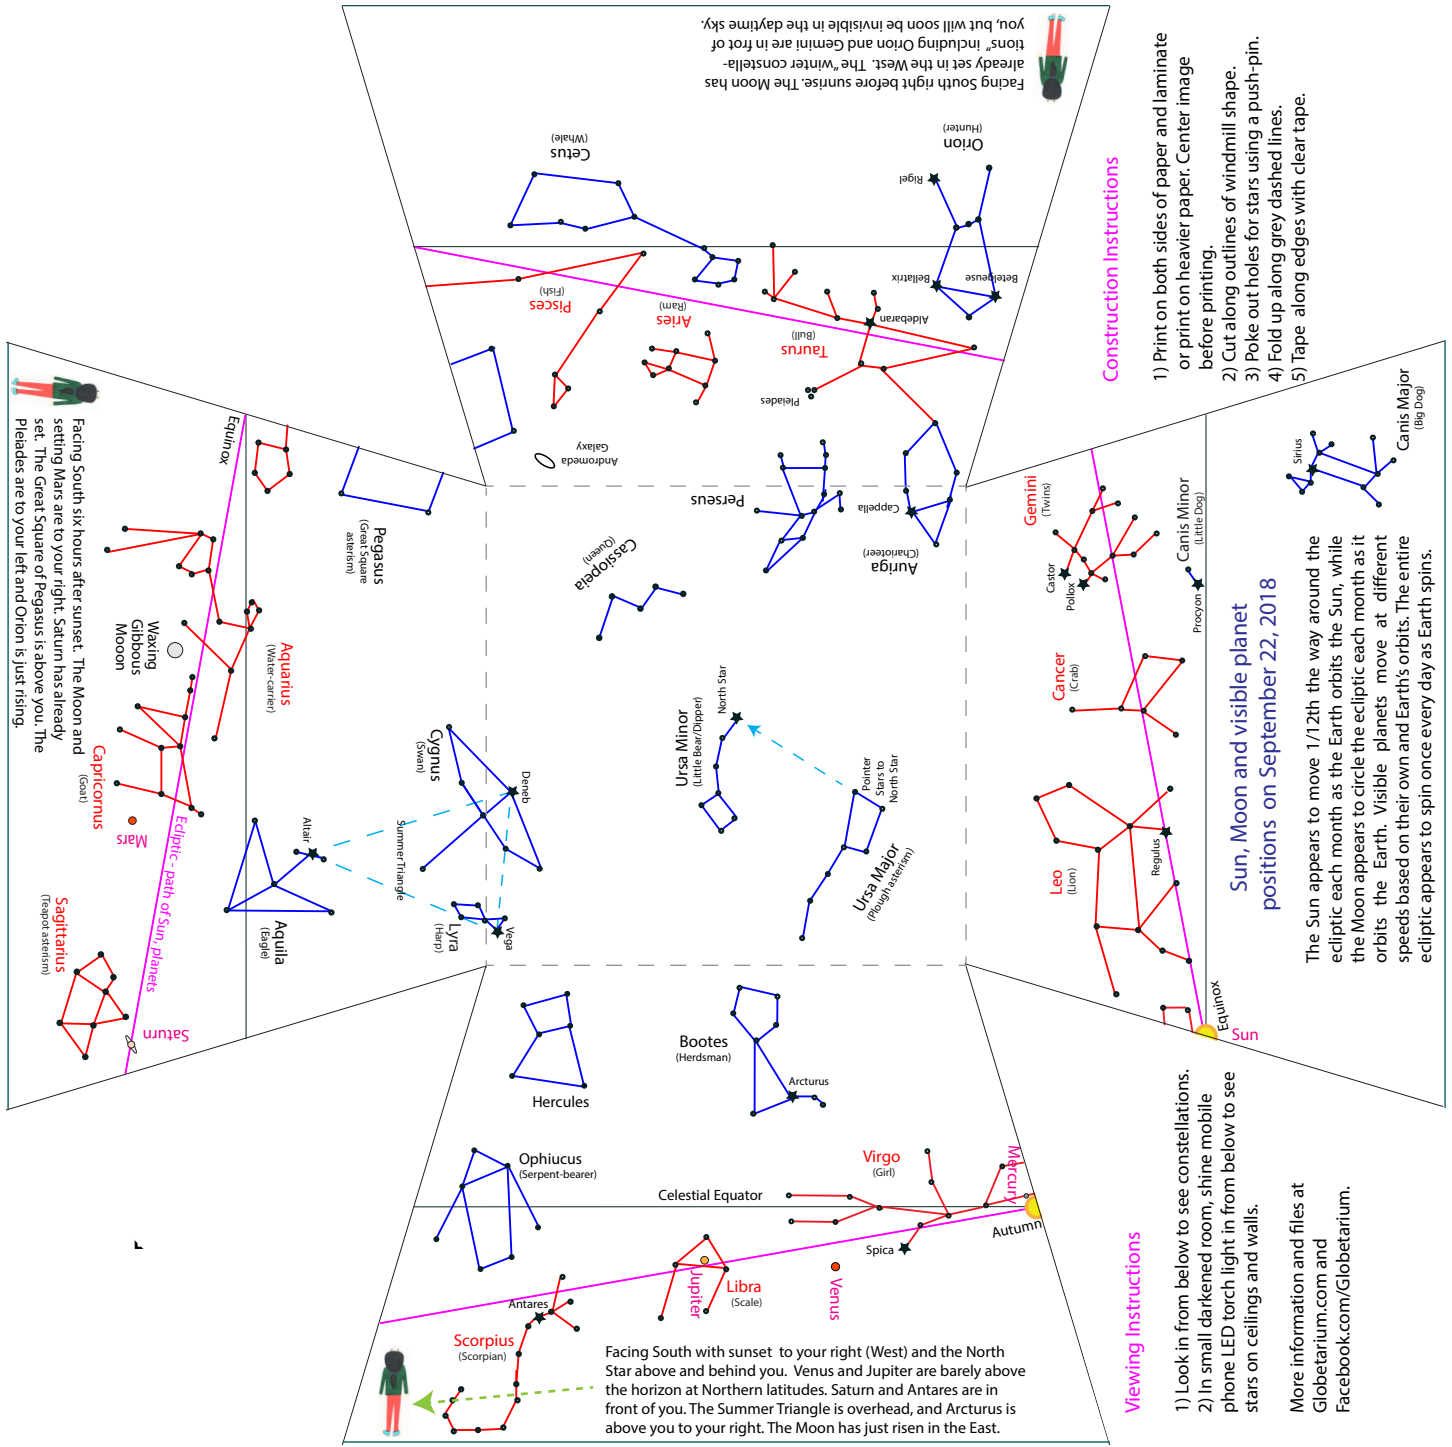 Facing South right before sunrise. The Moon has
already set in the West. The "winter constella-
tions" including Orion and Gemini are in frot of
you, but will soon be invisible in the daytime sky.
Cetus
(Whale)
Orion
(Hunter)
Rigel
Bellatrix
Betelgeuse
Pisces
(Fish)
Aries
(Ram)
Taurus
(Bull)
Aldebaran
Pleiades
Andromeda
Galaxy
Construction Instructions
1) Print on both sides of paper and laminate
or print on heavier paper. Center image
before printing.
2) Cut along outlines of windmill shape.
3) Poke out holes for stars using a push-pin.
4) Fold up along grey dashed lines.
5) Tape along edges with clear tape.
Facing South six hours after sunset. The Moon and
setting Mars are to your right. Saturn has already
set. The Great Square of Pegasus is above you. The
Pleiades are to your left and Orion is just rising.
Equinox
Pegasus
(Great Square
asterism)
Waxing
Gibbous
Mooon
Aquarius
(Water-carrier)
Capricornus
(Goat)
Mars
Ecliptic - path of Sun, planets
Sagittarius
(Teapot asterism)
Saturn
Altair
Aquila
(Eagle)
Summer Triangle
Cygnus
(Swan)
Deneb
Lyra
(Harp)
Vega
Perseus
Cassiopeia
(Queen)
Cappella
Auriga
(Charioteer)
North Star
Ursa Minor
(Little Bear/Dipper)
Pointer
Stars to
North Star
Ursa Major
(Plough asterism)
Gemini
(Twins)
Castor
Pollox
Canis Minor
(Little Dog)
Procyon
Sirius
Canis Major
(Big Dog)
Cancer
(Crab)
Leo
(Lion)
Regulus
Equinox
Sun
Sun, Moon and visible planet
positions on September 22, 2018
The Sun appears to move 1/12th the way around the
ecliptic each month as the Earth orbits the Sun, while
the Moon appears to circle the ecliptic each month as it
orbits the Earth. Visible planets move at different
speeds based on their own and Earth's orbits. The entire
ecliptic appears to spin once every day as Earth spins.
Hercules
Bootes
(Herdsman)
Arcturus
Ophiucus
(Serpent-bearer)
Celestial Equator
Virgo
(Girl)
Mercury
Autumn
Spica
Venus
Jupiter
Libra
(Scale)
Antares
Scorpius
(Scorpian)
Facing South with sunset to your right (West) and the North
Star above and behind you. Venus and Jupiter are barely above
the horizon at Northern latitudes. Saturn and Antares are in
front of you. The Summer Triangle is overhead, and Arcturus is
above you to your right. The Moon has just risen in the East.
Viewing Instructions
1) Look in from below to see constellations.
2) In small darkened room, shine mobile
phone LED torch light in from below to see
stars on ceilings and walls.
More information and files at
Globetarium.com and
Facebook.com/Globetarium.